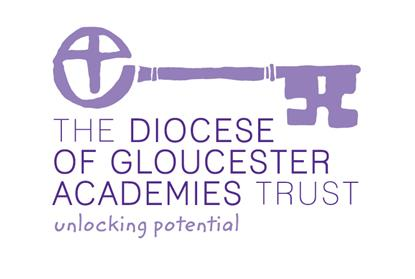 THE DIOCESE
OF GLOUCESTER
ACADEMIES TRUST
unlocking potential